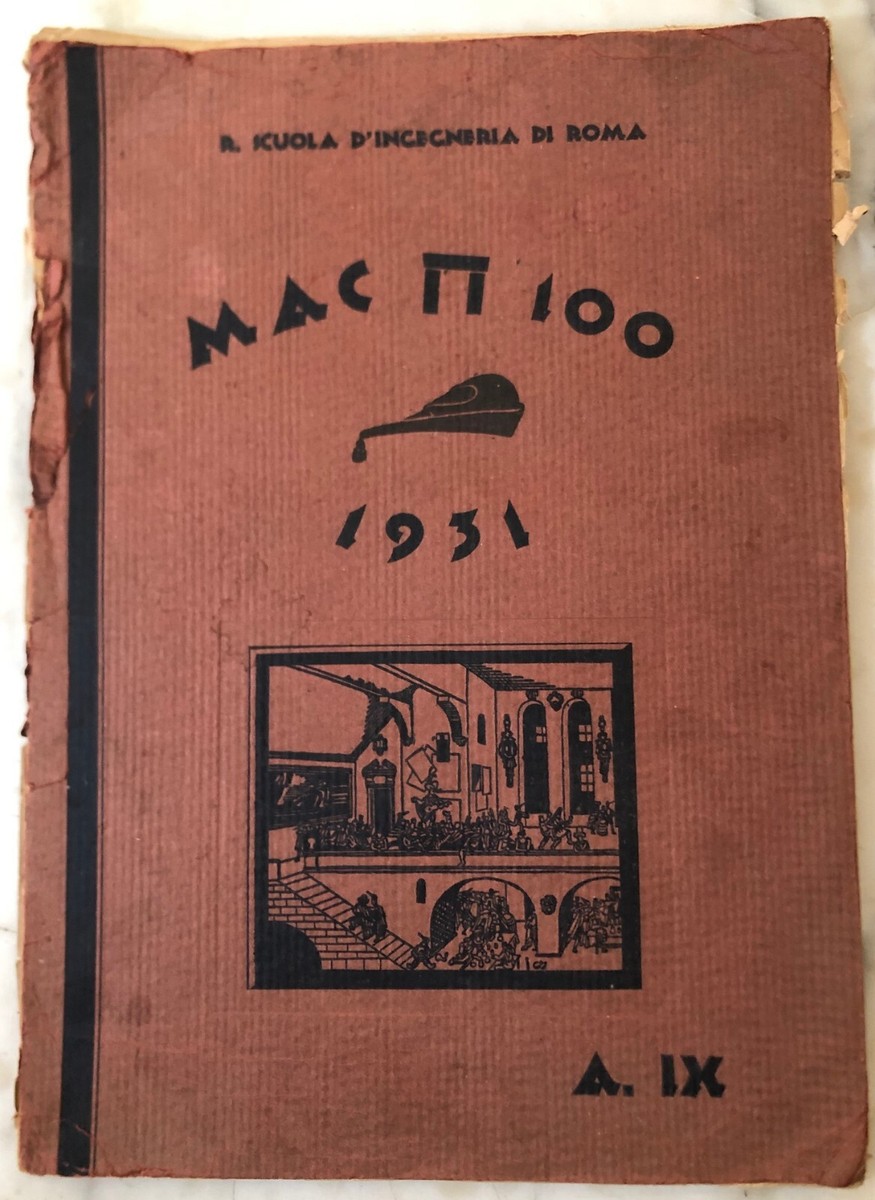 R. SCUOLA D'INGEGNERIA DI ROMA
MAC Π 100
1931
A. IX